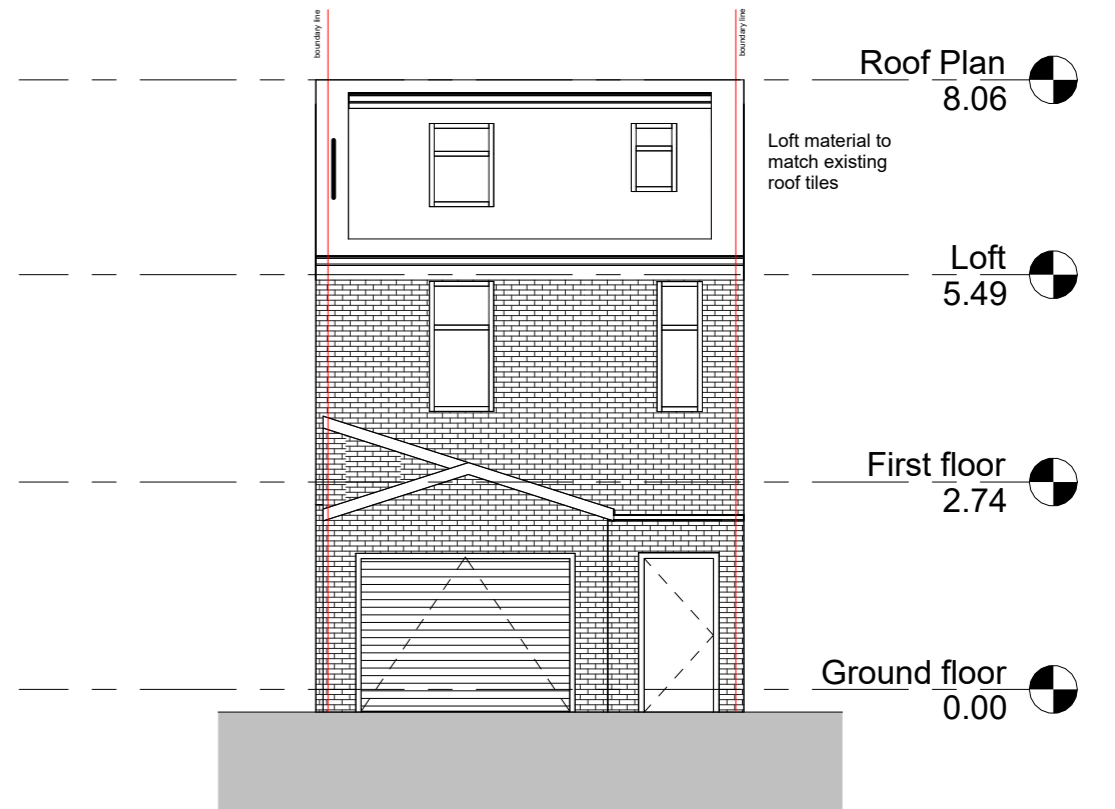 boundary line
boundary line
Roof Plan
8.06
Loft material to
match existing
roof tiles
Loft
5.49
First floor
2.74
Ground floor
0.00